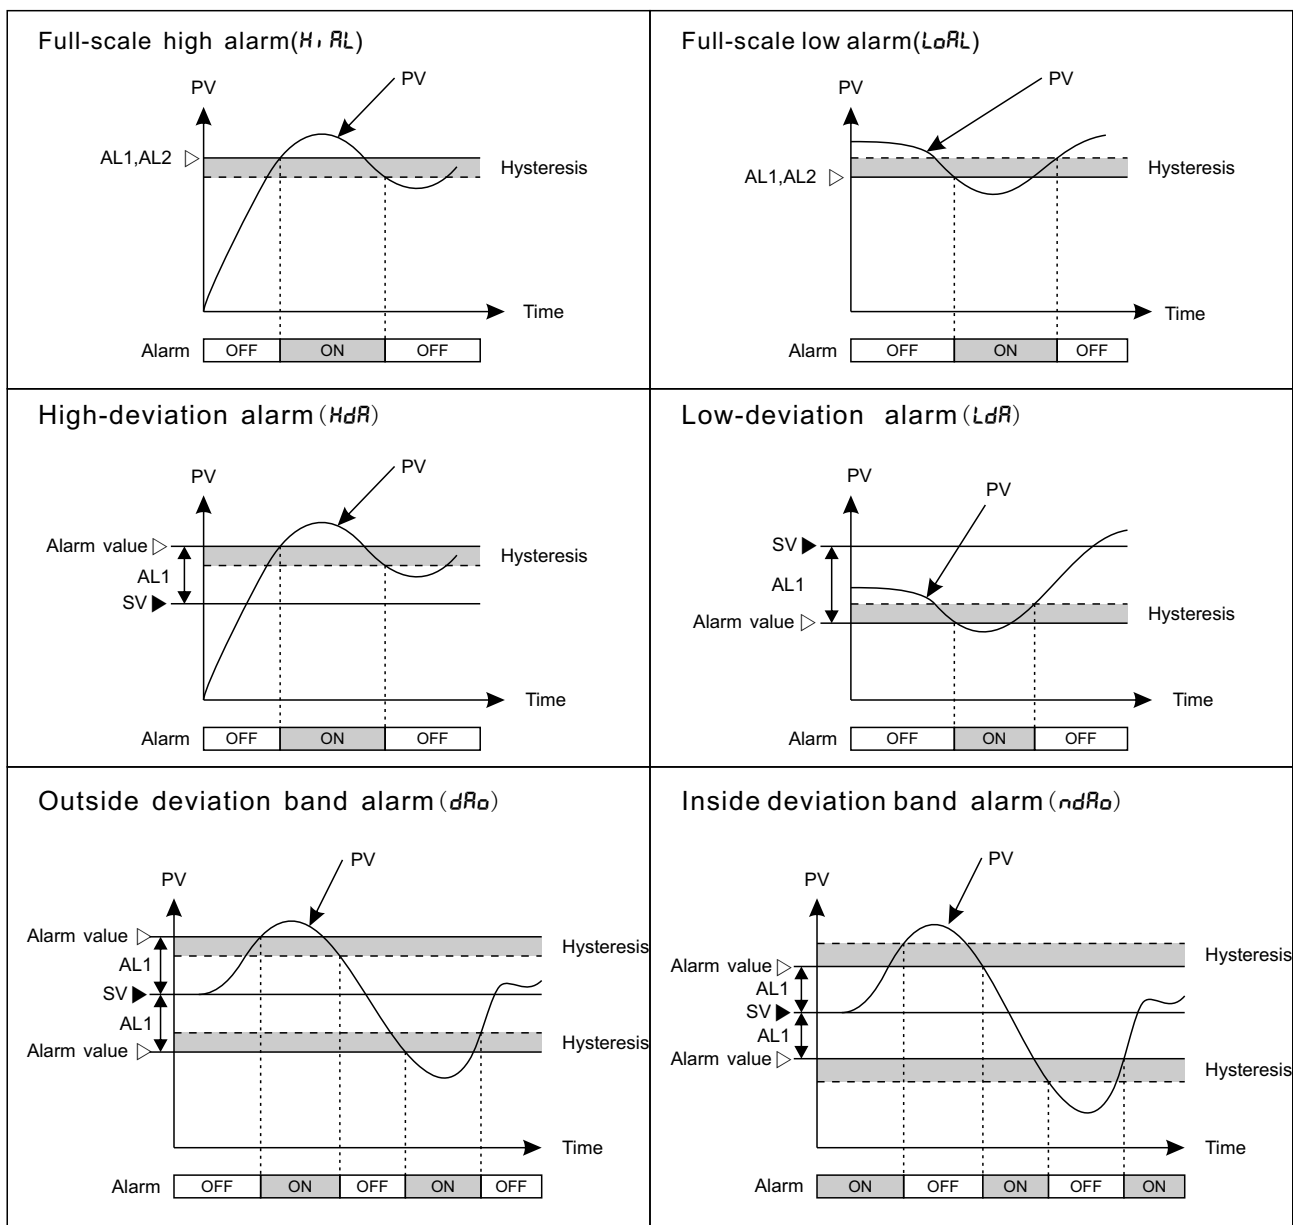 Full-scale high alarm(Hi AL)
PV
PV
AL1,AL2
Hysteresis
Time
Alarm OFF ON OFF
Full-scale low alarm(LoAL)
PV
PV
AL1,AL2
Hysteresis
Time
Alarm OFF ON OFF
High-deviation alarm (HdA)
PV
PV
Alarm value
Hysteresis
AL1
SV
Time
Alarm OFF ON OFF
Low-deviation alarm (LdA)
PV
PV
SV
AL1
Alarm value
Hysteresis
Time
Alarm OFF ON OFF
Outside deviation band alarm (dAo)
PV
PV
Alarm value
Hysteresis
AL1
SV
AL1
Alarm value
Hysteresis
Time
Alarm OFF ON OFF ON OFF
Inside deviation band alarm (ndAo)
PV
PV
Hysteresis
Alarm value
AL1
SV
AL1
Alarm value
Hysteresis
Time
Alarm ON OFF ON OFF ON